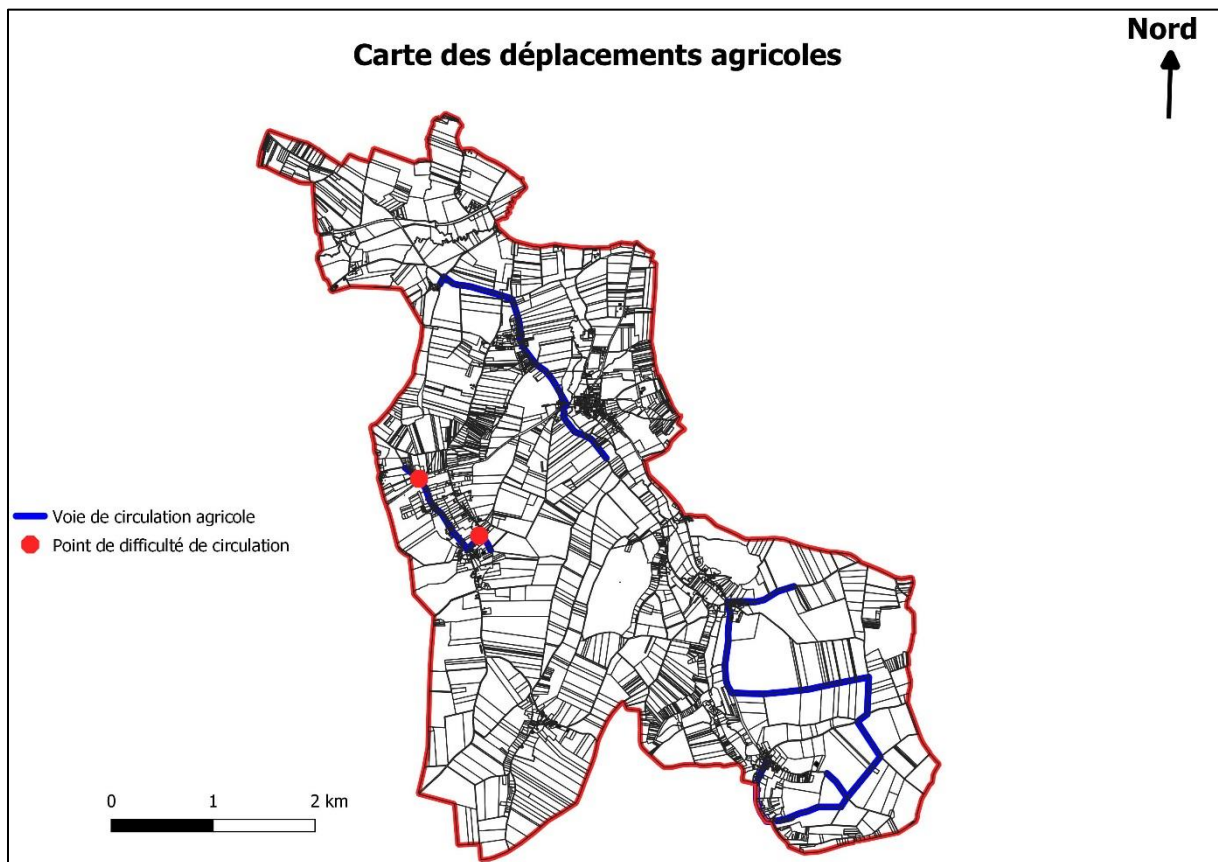 Nord
Carte des déplacements agricoles
Voie de circulation agricole
Point de difficulté de circulation
0 1 2 km